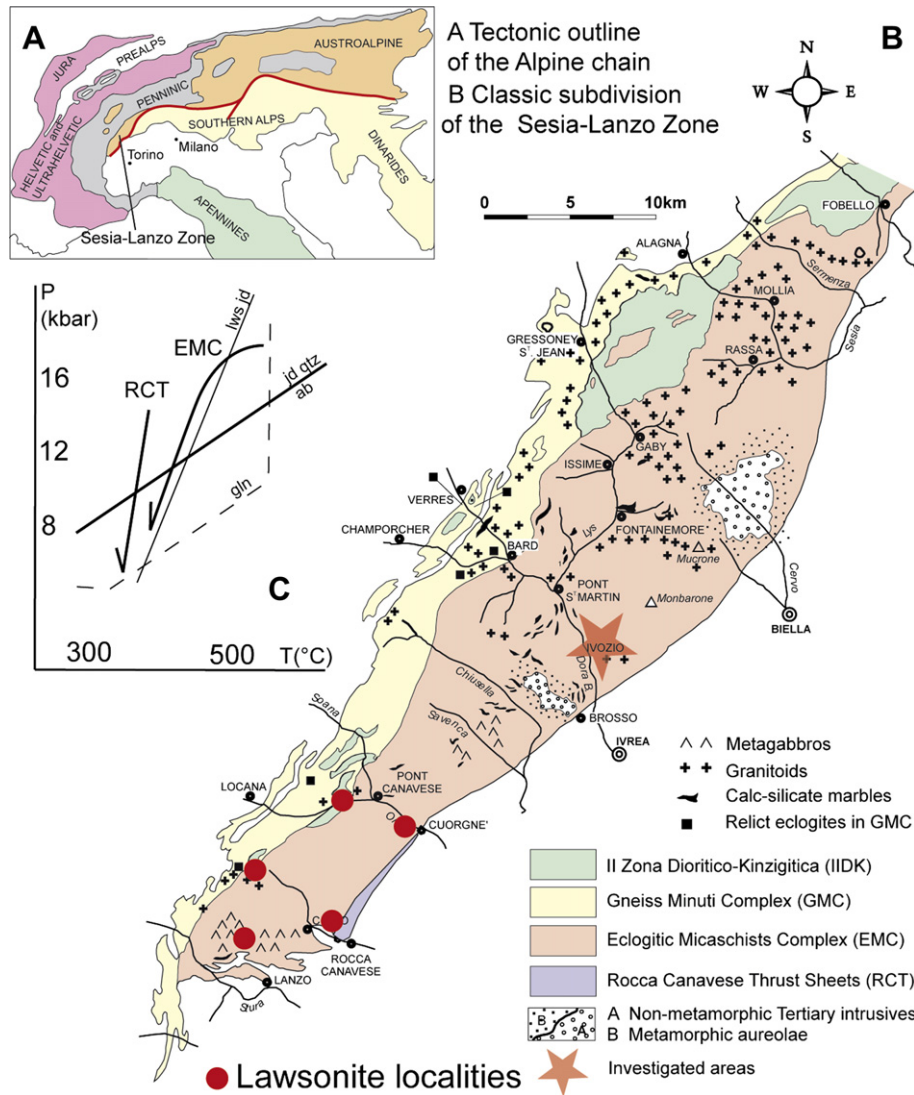 A
JURA
PREALPS
HELVETIC and
ULTRAHELVETIC
PENNINIC
AUSTROALPINE
SOUTHERN ALPS
Torino
Milano
DINARIDES
APENNINES
Sesia-Lanzo Zone
A Tectonic outline
of the Alpine chain
B Classic subdivision
of the Sesia-Lanzo Zone
B
N
W E
S
0 5 10km
P
(kbar)
16
12
8
300 500 T(°C)
RCT
EMC
lws jd
jd qtz
ab
gln
C
FOBELLO
ALAGNA
Sermenza
MOLLIA
Sesia
GRESSONEY
ST. JEAN
RASSA
GABY
ISSIME
VERRES
CHAMPORCHER
BARD
Lys
FONTAINEMORE
Mucrone
Cervo
PONT
ST MARTIN
Monbarone
BIELLA
IVOZIO
Dora B.
Chiusella
Savenca
BROSSO
IVREA
Soana
LOCANA
PONT
CANAVESE
CUORGNE'
ROCCA
CANAVESE
LANZO
Stura
Metagabbros
Granitoids
Calc-silicate marbles
Relict eclogites in GMC
II Zona Dioritico-Kinzigitica (IIDK)
Gneiss Minuti Complex (GMC)
Eclogitic Micaschists Complex (EMC)
Rocca Canavese Thrust Sheets (RCT)
B A
A Non-metamorphic Tertiary intrusives
B Metamorphic aureolae
Investigated areas
Lawsonite localities